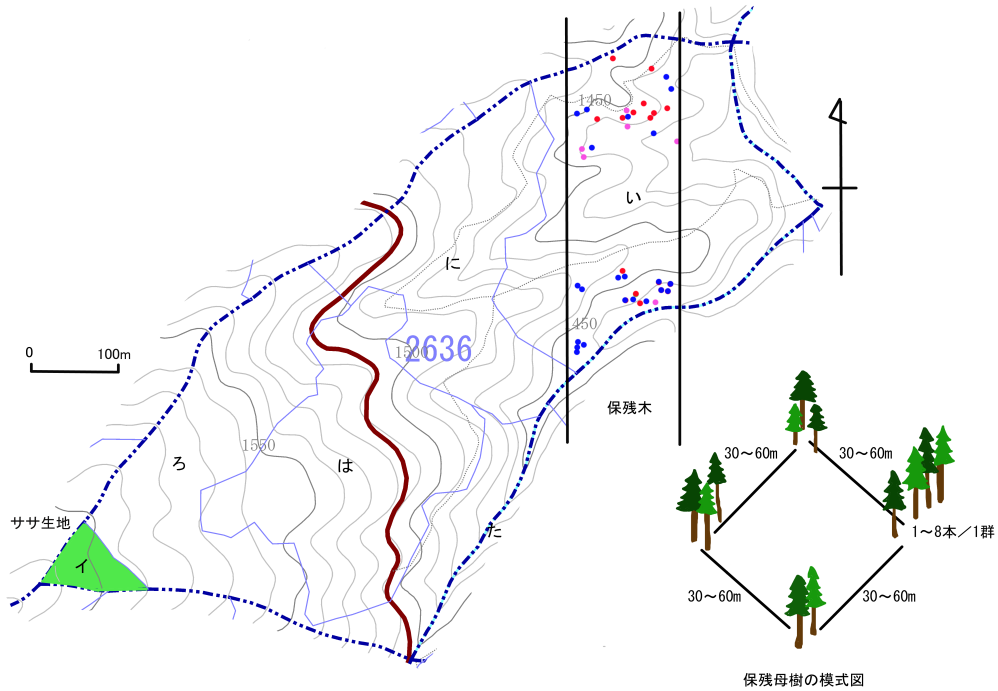 1450
い
に
450
0 100m
1500
2636
保残木
1550
ろ
は
30～60m
30～60m
ササ生地
た
1～8本／1群
イ
30～60m
30～60m
保残母樹の模式図